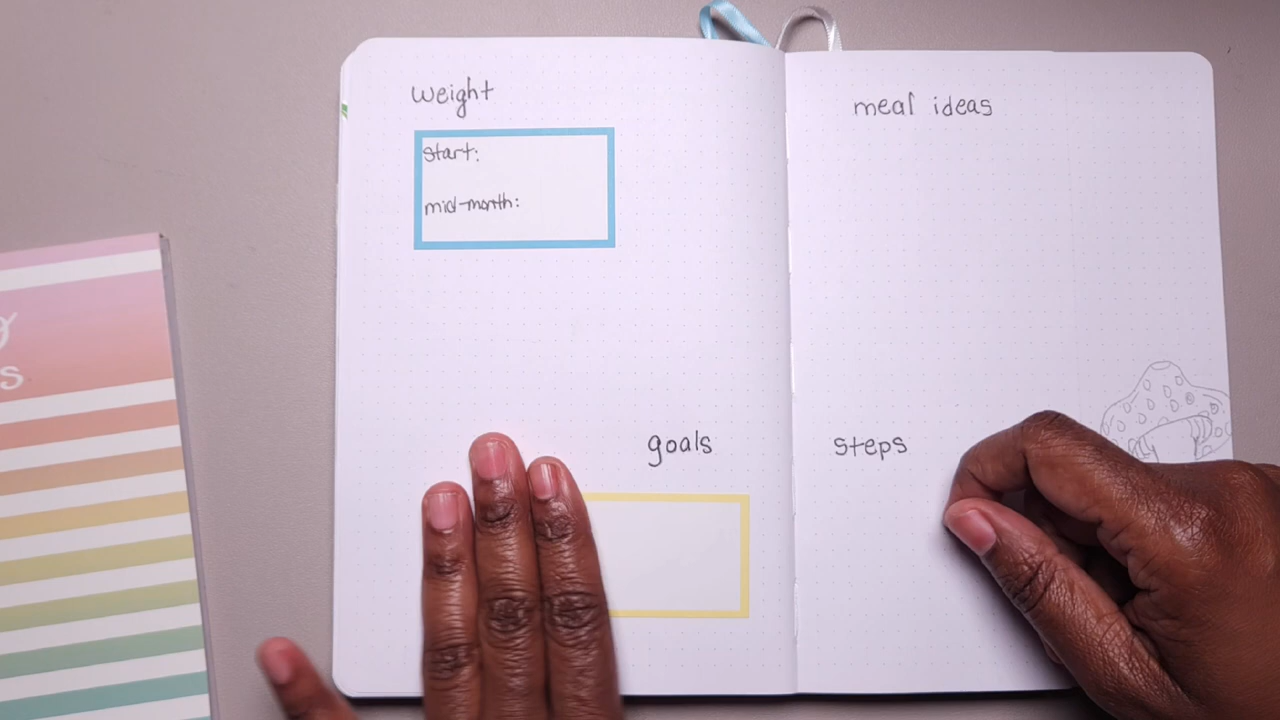 weight
start:
mid-month:
goals
meal ideas
steps